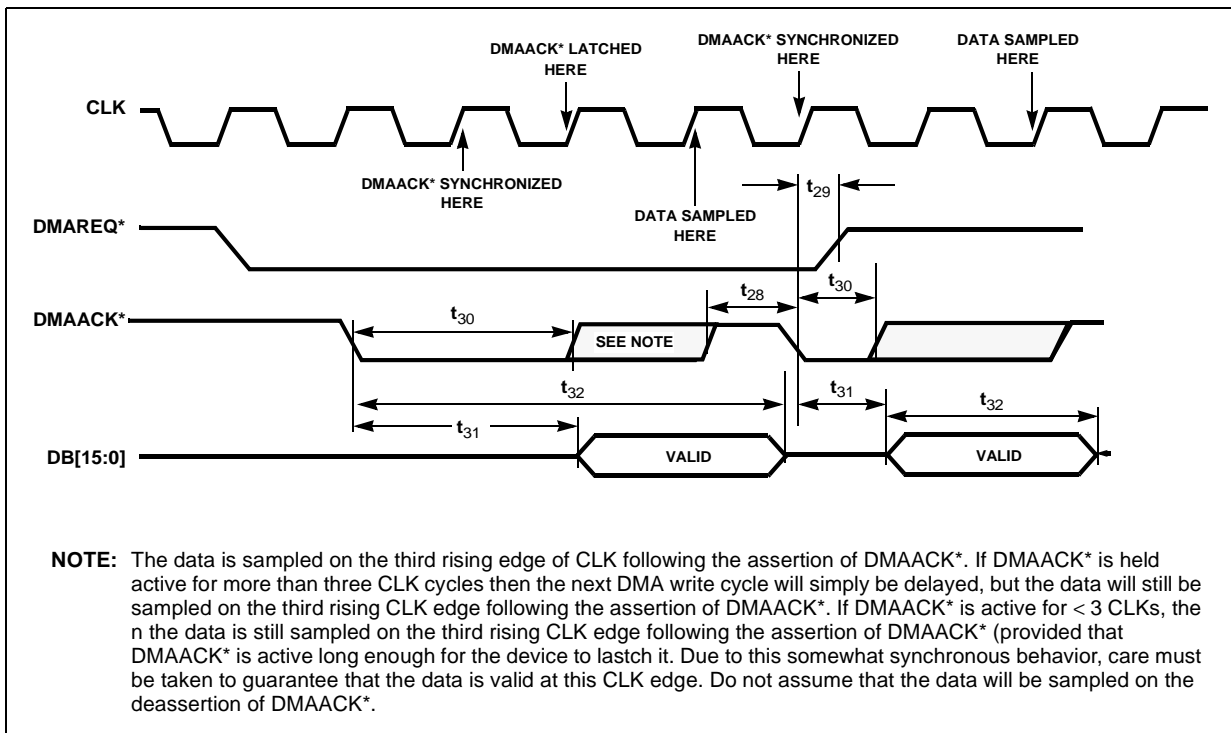 DMAACK* LATCHED
HERE
DMAACK* SYNCHRONIZED
HERE
DATA SAMPLED
HERE
CLK
DMAACK* SYNCHRONIZED
HERE
DATA SAMPLED
HERE
t29
DMAREQ*
t28
t30
DMAACK*
t30
SEE NOTE
t32
t31
t31
t32
DB[15:0]
VALID
VALID
NOTE: The data is sampled on the third rising edge of CLK following the assertion of DMAACK*. If DMAACK* is held
active for more than three CLK cycles then the next DMA write cycle will simply be delayed, but the data will still be
sampled on the third rising CLK edge following the assertion of DMAACK*. If DMAACK* is active for < 3 CLKs, the
n the data is still sampled on the third rising CLK edge following the assertion of DMAACK* (provided that
DMAACK* is active long enough for the device to lastch it. Due to this somewhat synchronous behavior, care must
be taken to guarantee that the data is valid at this CLK edge. Do not assume that the data will be sampled on the
deassertion of DMAACK*.